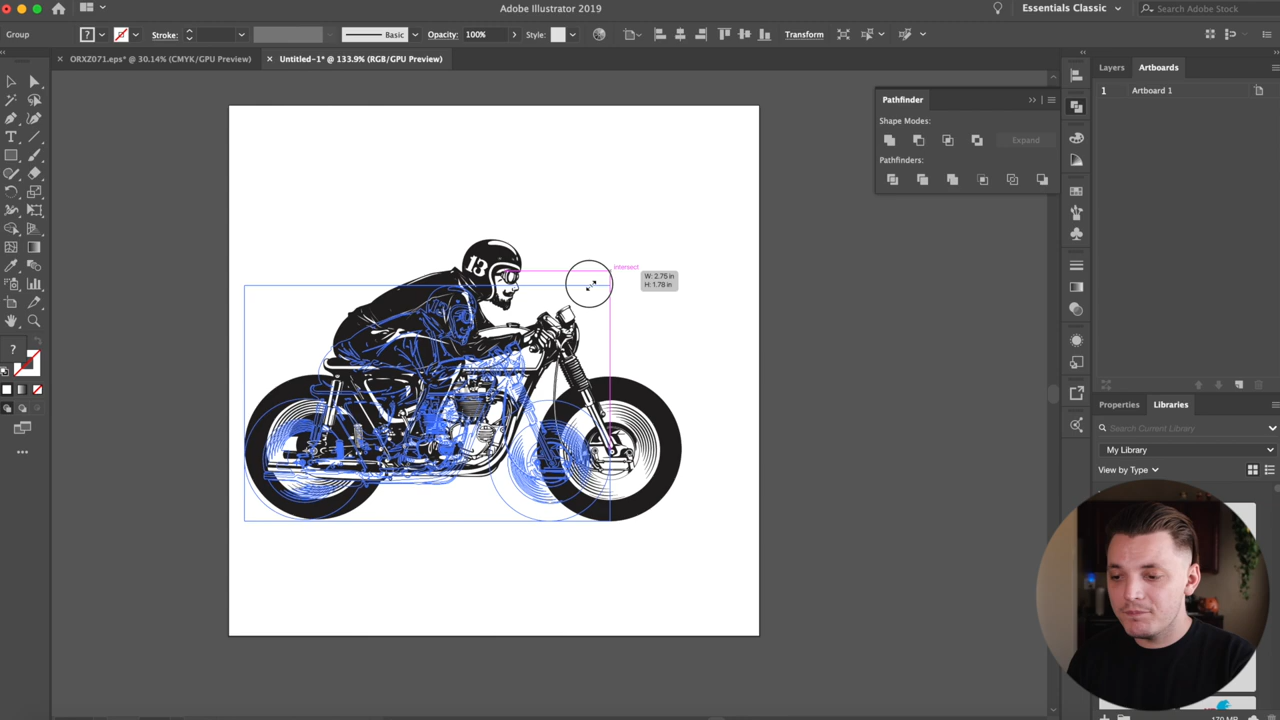 Adobe Illustrator 2019
Essentials Classic
Search Adobe Stock
Group
?
Stroke:
Basic
Opacity: 100%
Style:
Transform
× ORXZ071.eps* @ 30.14% (CMYK/GPU Preview)
× Untitled-1* @ 133.9% (RGB/GPU Preview)
Layers
Artboards
1 Artboard 1
Pathfinder
Shape Modes:
Expand
Pathfinders:
13
intersect
W: 2.75 in
H: 1.78 in
?
Properties
Libraries
Search Current Library
My Library
View by Type
170 MB